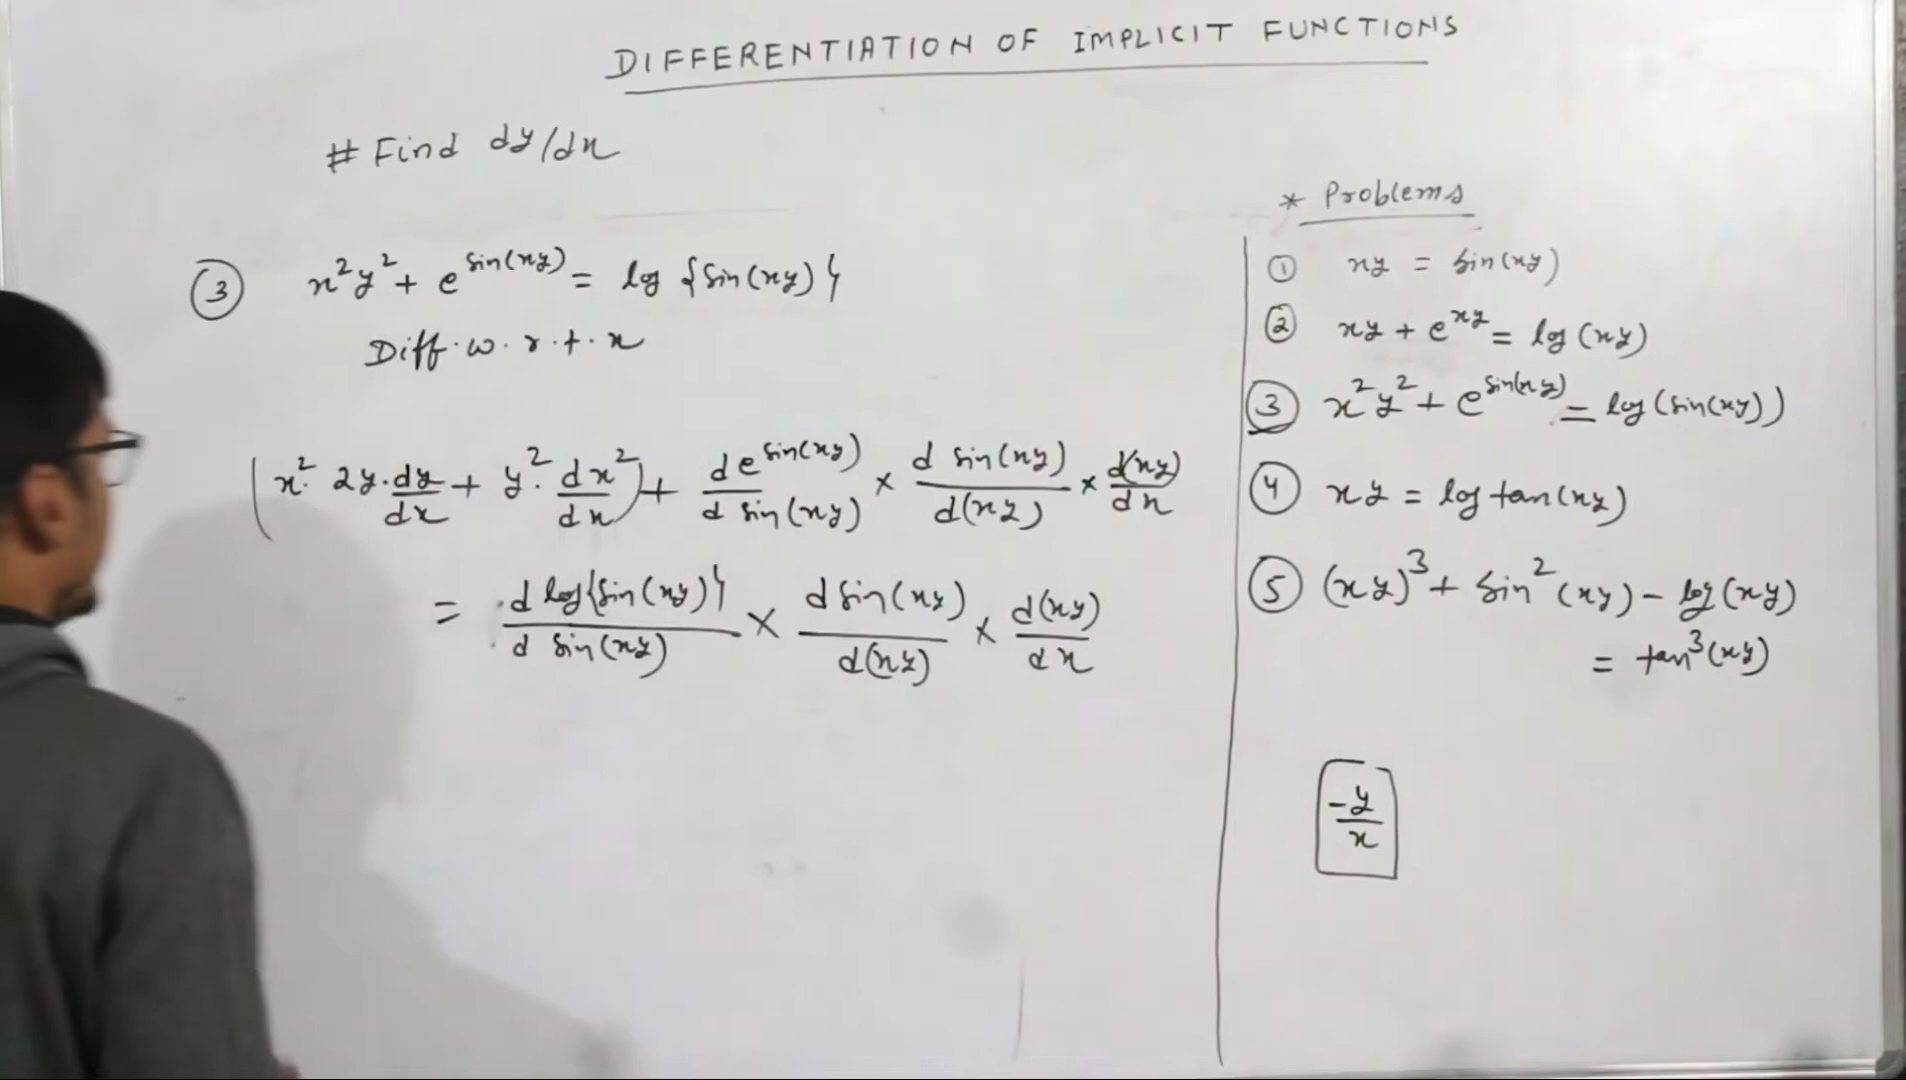 DIFFERENTIATION OF IMPLICIT FUNCTIONS
# Find dy/dx
③ x²y² + e^sin(xy) = log {sin(xy)}
Diff. w. r. t. x
(x². 2y. dy/dx + y². dx²/dx) + d e^sin(xy)/d sin(xy) × d sin(xy)/d(xy) × d(xy)/dx
= d log{sin(xy)}/d sin(xy) × d sin(xy)/d(xy) × d(xy)/dx
* Problems
① xy = sin(xy)
② xy + e^xy = log(xy)
③ x²y² + e^sin(xy) = log(sin(xy))
④ xy = log tan(xy)
⑤ (xy)³ + sin²(xy) - log(xy)
= tan³(xy)
-y/x